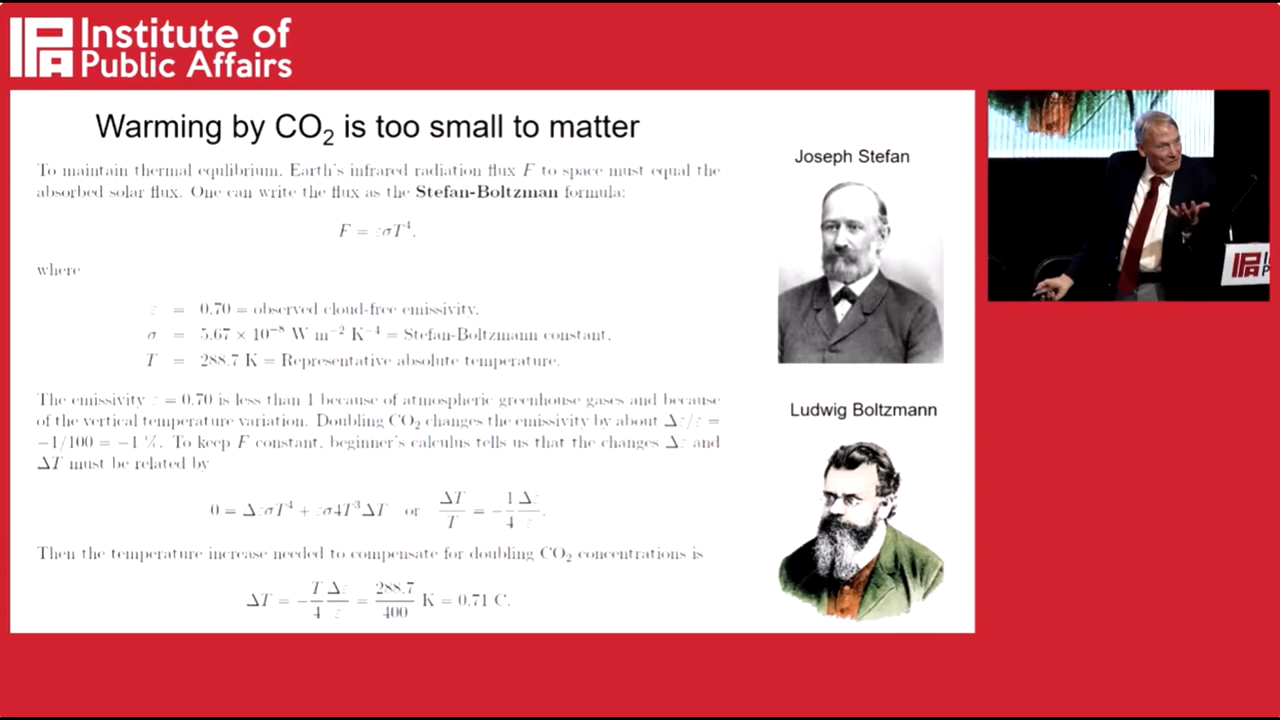 Institute of
Public Affairs
Warming by CO₂ is too small to matter
To maintain thermal equlibrium, Earth's infrared radiation flux F to space must equal the
absorbed solar flux. One can write the flux as the Stefan-Boltzman formula:
F = εσT⁴,
where
ε = 0.70 = observed cloud-free emissivity,
σ = 5.67 × 10⁻⁸ W m⁻² K⁻⁴ = Stefan-Boltzmann constant,
T = 288.7 K = Representative absolute temperature.
The emissivity ε = 0.70 is less than 1 because of atmospheric greenhouse gases and because
of the vertical temperature variation. Doubling CO₂ changes the emissivity by about Δε/ε =
−1/100 = −1 %. To keep F constant, beginner's calculus tells us that the changes Δε and
ΔT must be related by
0 = ΔεσT⁴ + εσ4T³ΔT or ΔT/T = −1/4 Δε/ε.
Then the temperature increase needed to compensate for doubling CO₂ concentrations is
ΔT = −T/4 Δε/ε = 288.7/400 K = 0.71 C.
Joseph Stefan
Ludwig Boltzmann